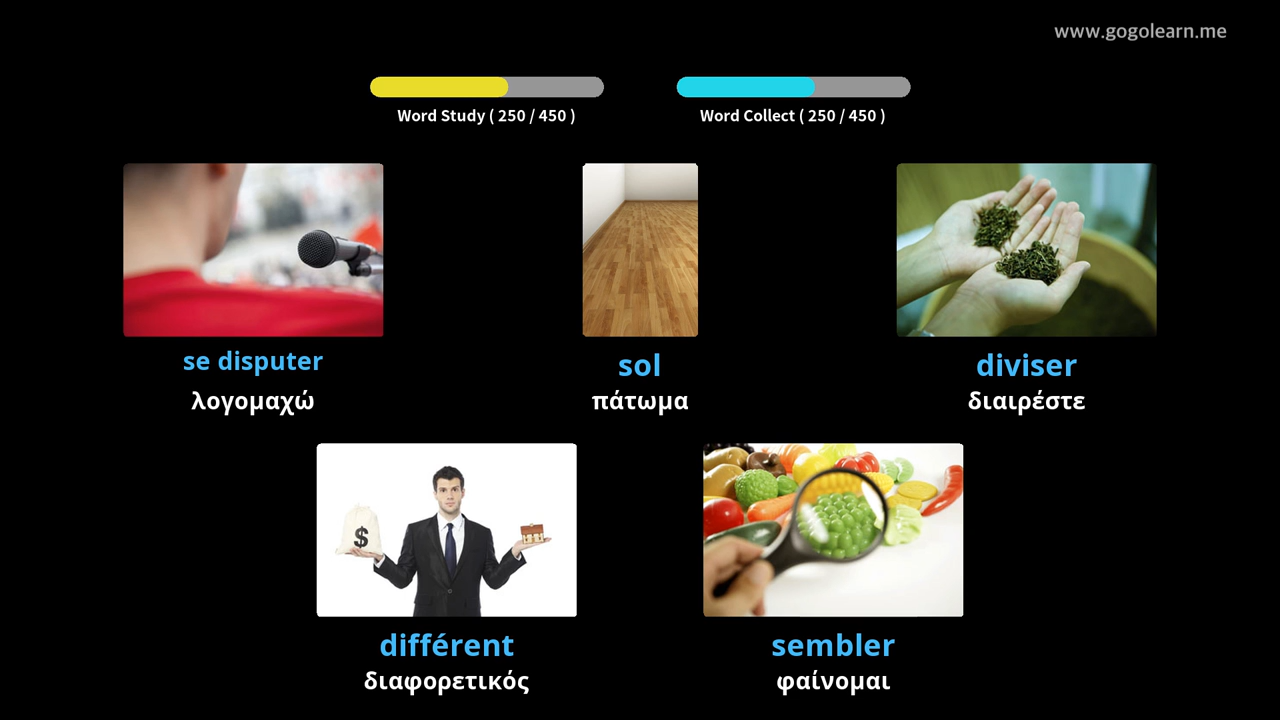 www.gogolearn.me
Word Study ( 250 / 450 )
Word Collect ( 250 / 450 )
se disputer
λογομαχώ
sol
πάτωμα
diviser
διαιρέστε
$
différent
διαφορετικός
sembler
φαίνομαι